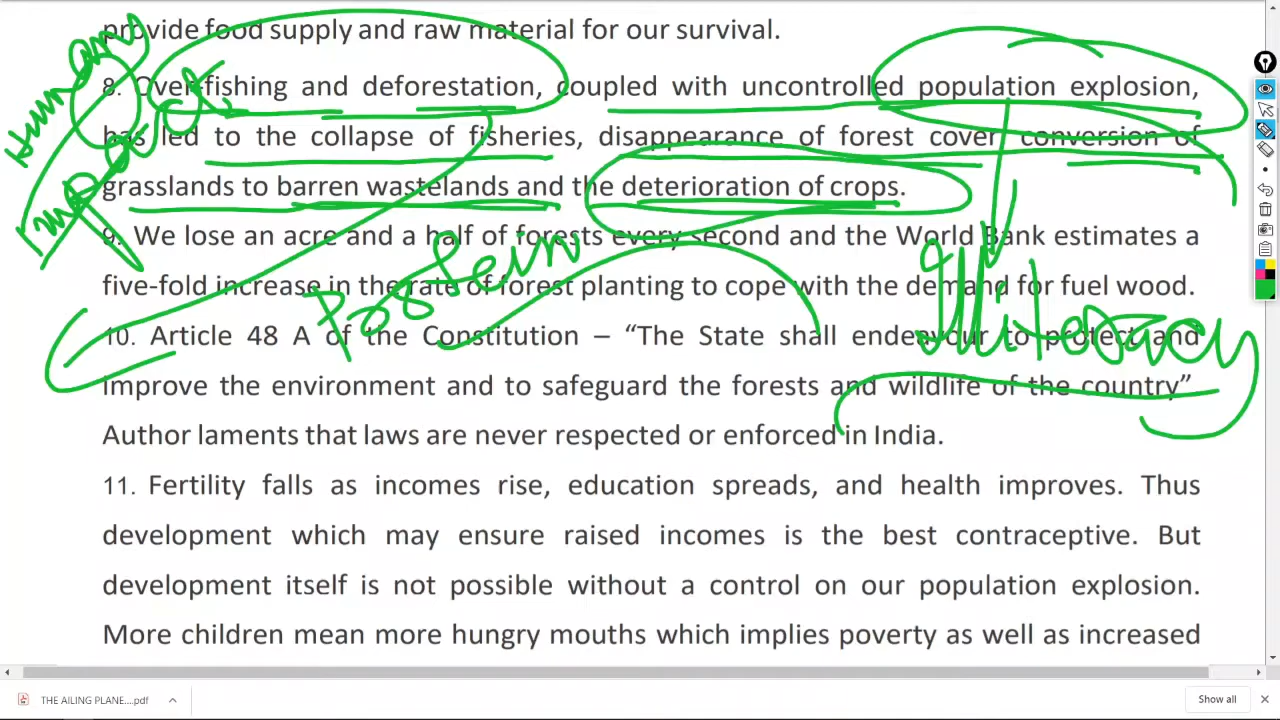 provide food supply and raw material for our survival.
8. Over-fishing and deforestation, coupled with uncontrolled population explosion,
has led to the collapse of fisheries, disappearance of forest cover conversion of
grasslands to barren wastelands and the deterioration of crops.
9. We lose an acre and a half of forests every second and the World Bank estimates a
five-fold increase in the rate of forest planting to cope with the demand for fuel wood.
10. Article 48 A of the Constitution – “The State shall endeavour to protect and
improve the environment and to safeguard the forests and wildlife of the country”
Author laments that laws are never respected or enforced in India.
11. Fertility falls as incomes rise, education spreads, and health improves. Thus
development which may ensure raised incomes is the best contraceptive. But
development itself is not possible without a control on our population explosion.
More children mean more hungry mouths which implies poverty as well as increased
Human
Impact
Protein
Illiteracy
THE AILING PLANE....pdf
Show all